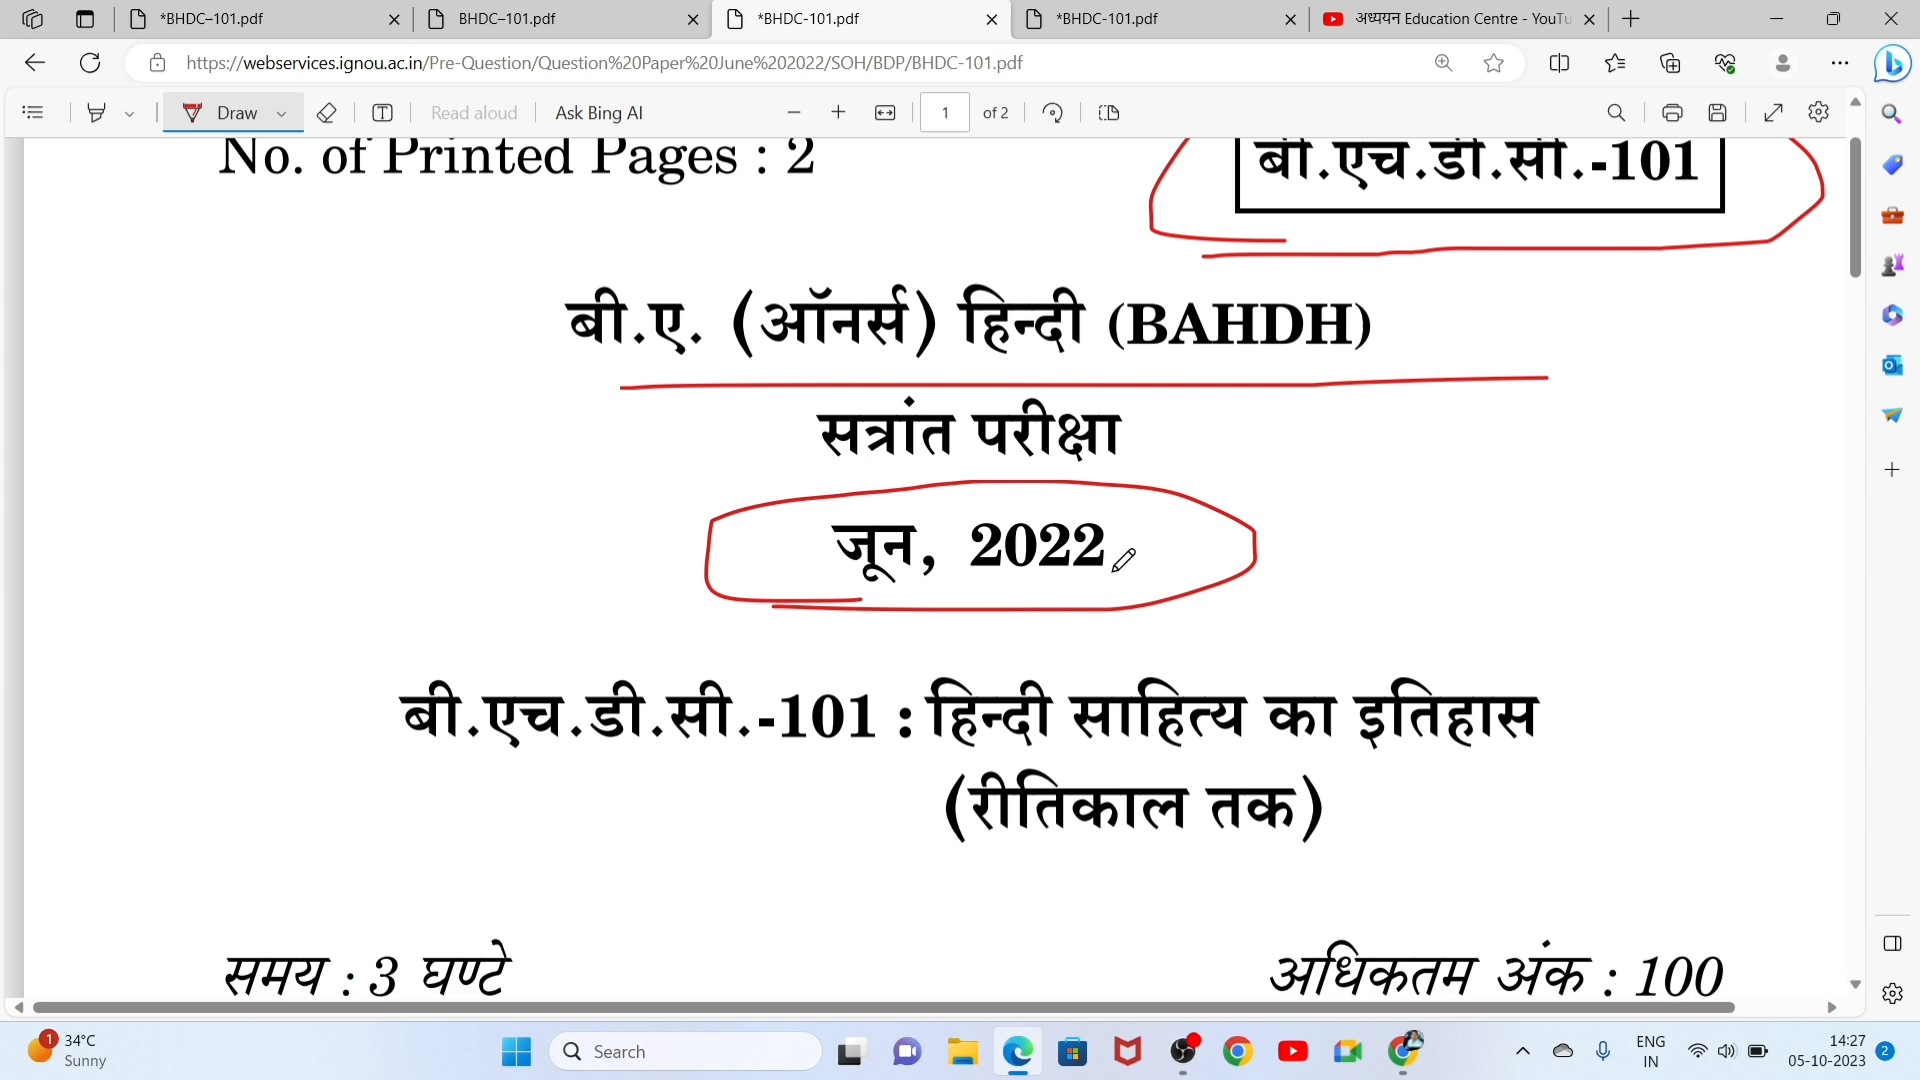 *BHDC–101.pdf
BHDC–101.pdf
*BHDC-101.pdf
*BHDC-101.pdf
अध्ययन Education Centre - YouTu
https://webservices.ignou.ac.in/Pre-Question/Question%20Paper%20June%202022/SOH/BDP/BHDC-101.pdf
Draw
Read aloud
Ask Bing AI
1
of 2
No. of Printed Pages : 2
बी.एच.डी.सी.-101
बी.ए. (ऑनर्स) हिन्दी (BAHDH)
सत्रांत परीक्षा
जून, 2022
बी.एच.डी.सी.-101 : हिन्दी साहित्य का इतिहास
(रीतिकाल तक)
समय : 3 घण्टे
अधिकतम अंक : 100
1
34°C
Sunny
Search
ENG
IN
14:27
05-10-2023
2